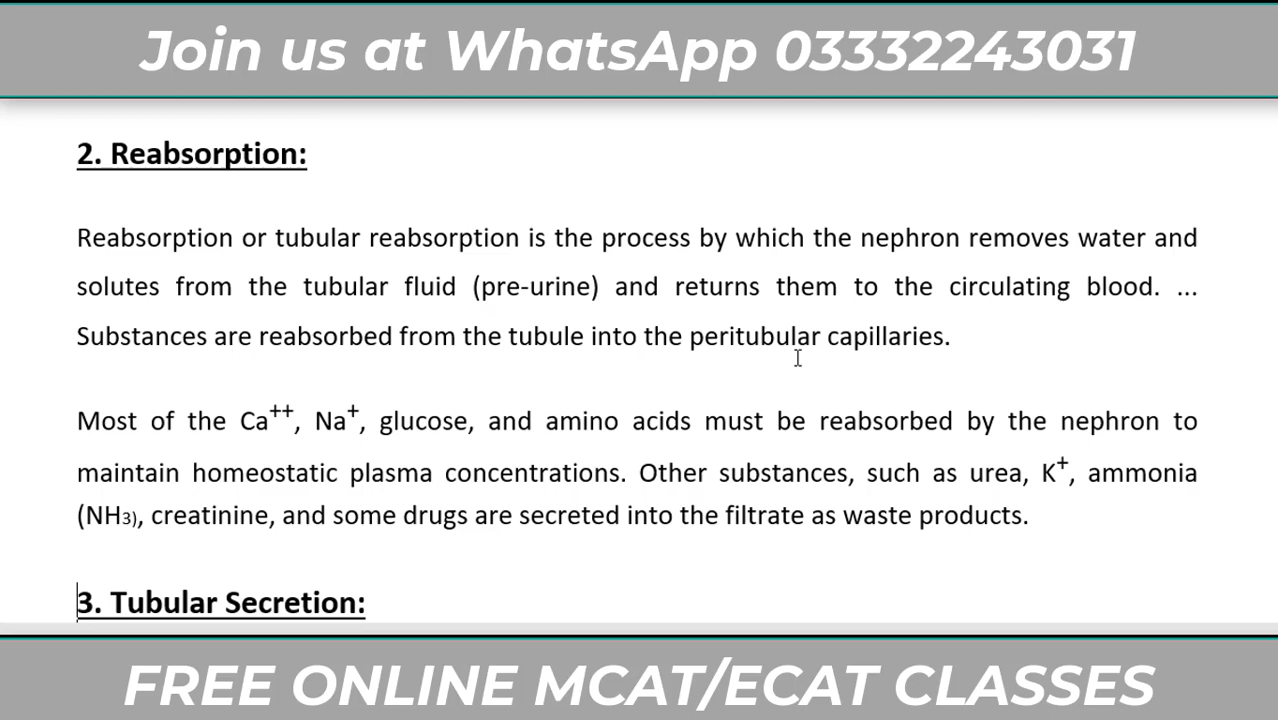 Join us at WhatsApp 03332243031
2. Reabsorption:
Reabsorption or tubular reabsorption is the process by which the nephron removes water and
solutes from the tubular fluid (pre-urine) and returns them to the circulating blood. ...
Substances are reabsorbed from the tubule into the peritubular capillaries.
Most of the Ca⁺⁺, Na⁺, glucose, and amino acids must be reabsorbed by the nephron to
maintain homeostatic plasma concentrations. Other substances, such as urea, K⁺, ammonia
(NH₃), creatinine, and some drugs are secreted into the filtrate as waste products.
3. Tubular Secretion:
FREE ONLINE MCAT/ECAT CLASSES